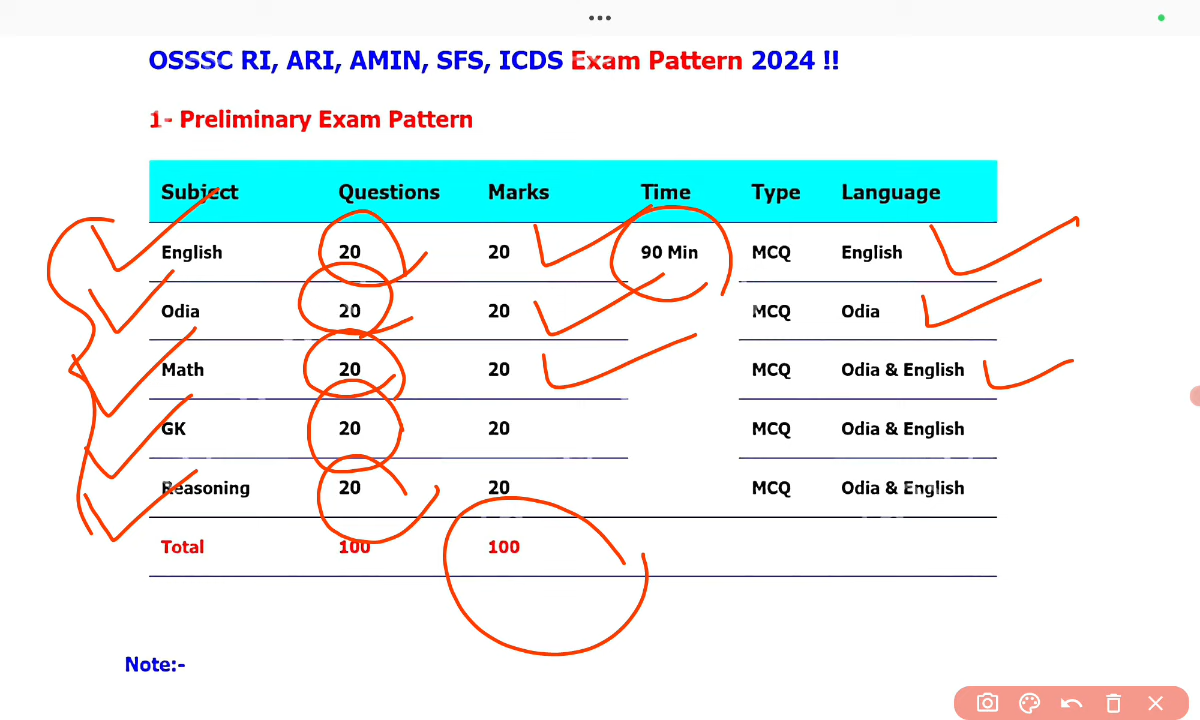 OSSSC RI, ARI, AMIN, SFS, ICDS Exam Pattern 2024 !!
1- Preliminary Exam Pattern
Subject Questions Marks Time Type Language
English 20 20 90 Min MCQ English
Odia 20 20 MCQ Odia
Math 20 20 MCQ Odia & English
GK 20 20 MCQ Odia & English
Reasoning 20 20 MCQ Odia & English
Total 100 100
Note:-